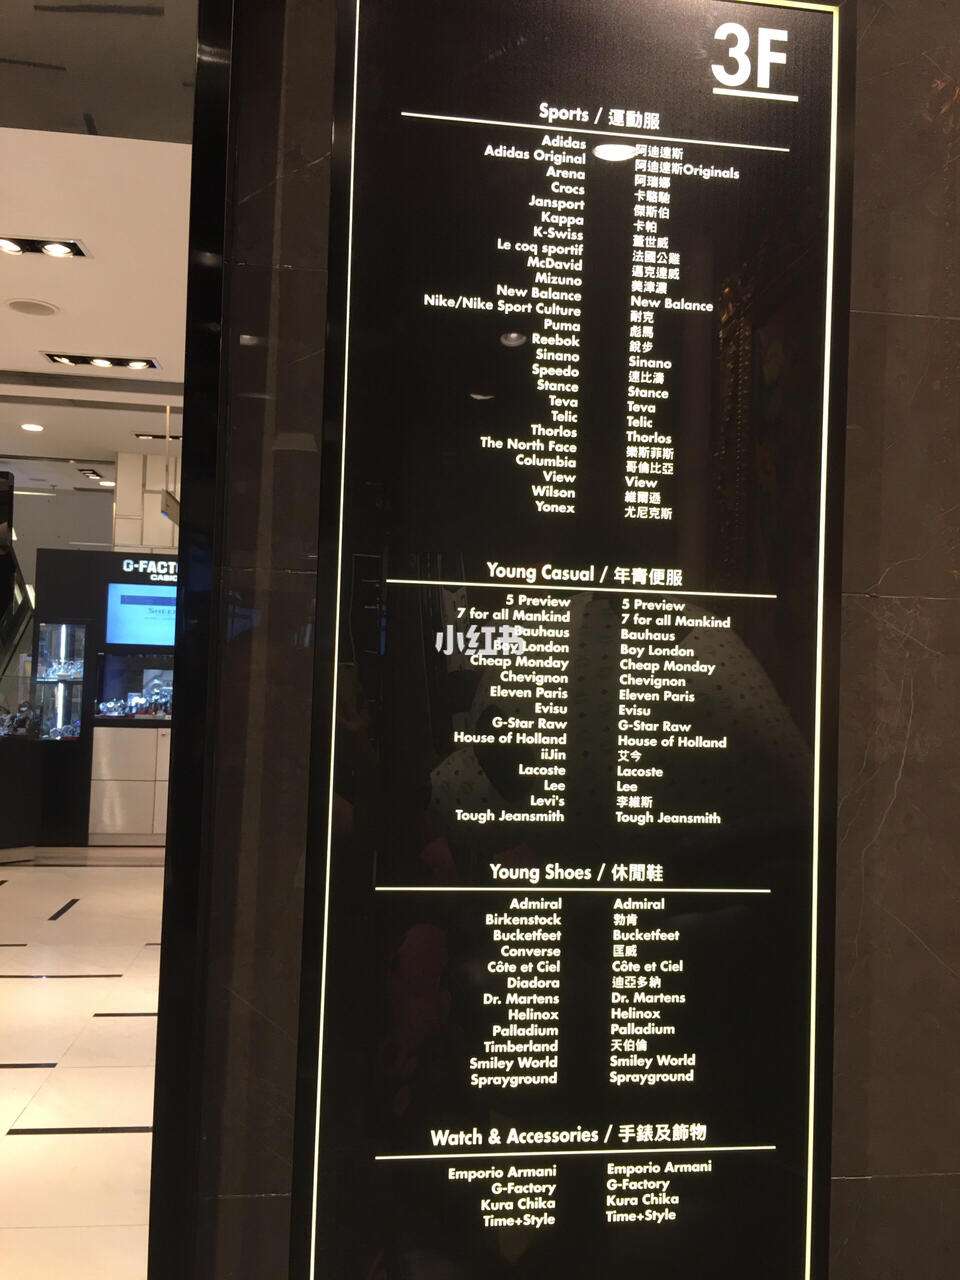 3F
Sports / 運動服
Adidas 阿迪達斯
Adidas Original 阿迪達斯Originals
Arena 阿瑞娜
Crocs 卡駱馳
Jansport 傑斯伯
Kappa 卡帕
K-Swiss 蓋世威
Le coq sportif 法國公雞
McDavid 邁克達威
Mizuno 美津濃
New Balance New Balance
Nike/Nike Sport Culture 耐克
Puma 彪馬
Reebok 銳步
Sinano Sinano
Speedo 速比濤
Stance Stance
Teva Teva
Telic Telic
Thorlos Thorlos
The North Face 樂斯菲斯
Columbia 哥倫比亞
View View
Wilson 維爾遜
Yonex 尤尼克斯
Young Casual / 年青便服
5 Preview 5 Preview
7 for all Mankind 7 for all Mankind
Bauhaus Bauhaus
小红书
Boy London Boy London
Cheap Monday Cheap Monday
Chevignon Chevignon
Eleven Paris Eleven Paris
Evisu Evisu
G-Star Raw G-Star Raw
House of Holland House of Holland
iiJin 艾今
Lacoste Lacoste
Lee Lee
Levi's 李維斯
Tough Jeansmith Tough Jeansmith
Young Shoes / 休閒鞋
Admiral Admiral
Birkenstock 勃肯
Bucketfeet Bucketfeet
Converse 匡威
Côte et Ciel Côte et Ciel
Diadora 迪亞多納
Dr. Martens Dr. Martens
Helinox Helinox
Palladium Palladium
Timberland 天伯倫
Smiley World Smiley World
Sprayground Sprayground
Watch & Accessories / 手錶及飾物
Emporio Armani Emporio Armani
G-Factory G-Factory
Kura Chika Kura Chika
Time+Style Time+Style
G-FACT
CASIO